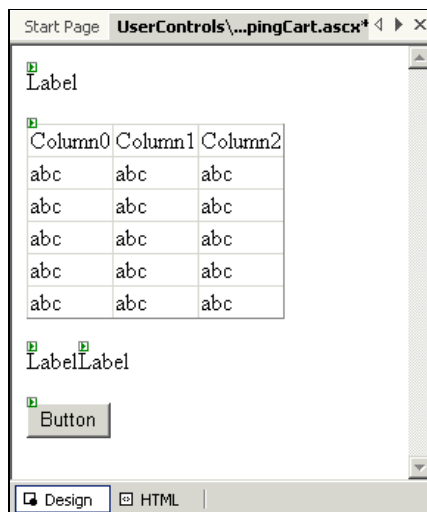 Start Page UserControls\...pingCart.ascx*
Label
Column0 Column1 Column2
abc abc abc
abc abc abc
abc abc abc
abc abc abc
abc abc abc
LabelLabel
Button
Design HTML